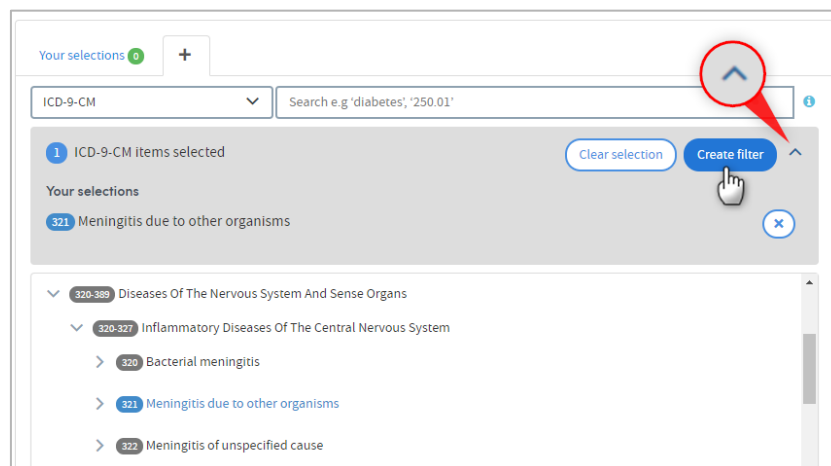 Your selections 0 +
ICD-9-CM Search e.g 'diabetes', '250.01'
1 ICD-9-CM items selected Clear selection Create filter
Your selections
321 Meningitis due to other organisms
320-389 Diseases Of The Nervous System And Sense Organs
320-327 Inflammatory Diseases Of The Central Nervous System
320 Bacterial meningitis
321 Meningitis due to other organisms
322 Meningitis of unspecified cause